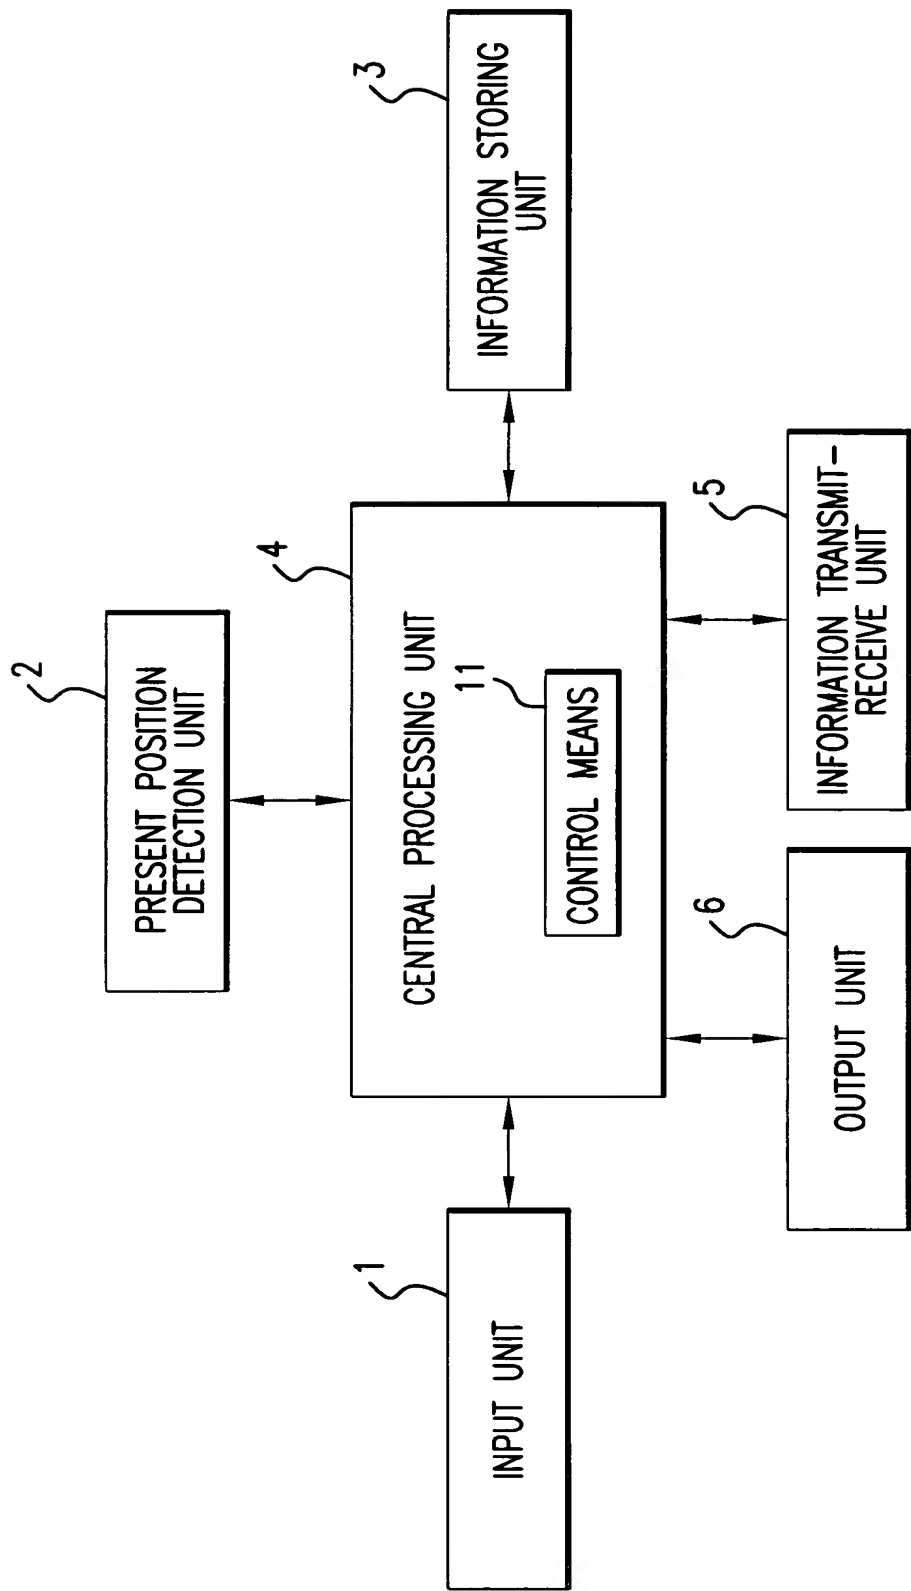 2
PRESENT POSITION
DETECTION UNIT
1
INPUT UNIT
4
CENTRAL PROCESSING UNIT
11
CONTROL MEANS
3
INFORMATION STORING
UNIT
6
OUTPUT UNIT
5
INFORMATION TRANSMIT-
RECEIVE UNIT